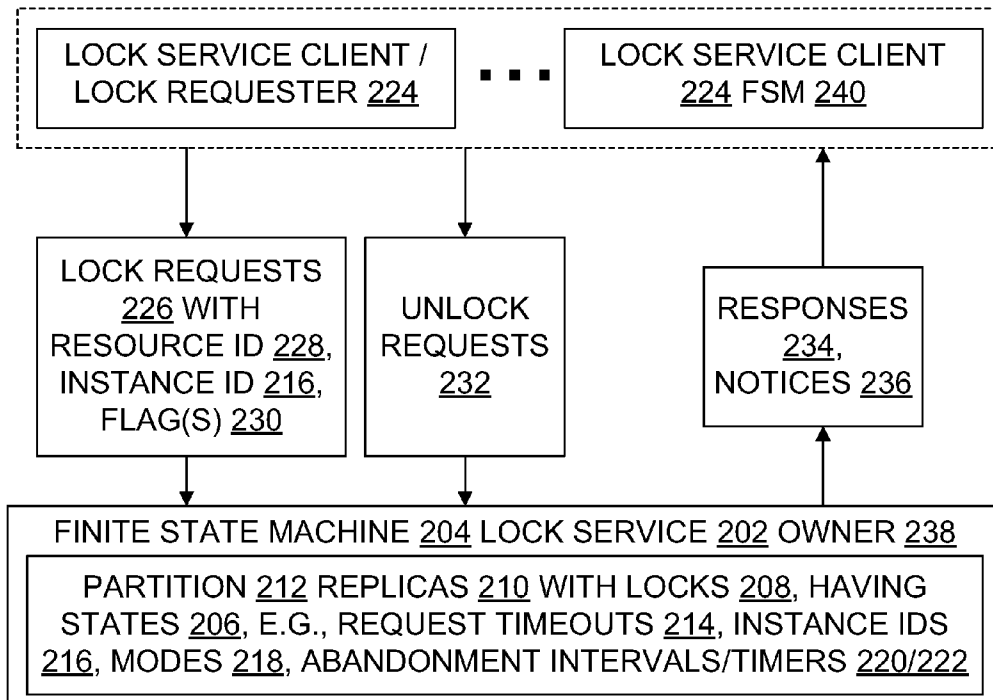 LOCK SERVICE CLIENT /
LOCK REQUESTER 224
LOCK SERVICE CLIENT
224 FSM 240
LOCK REQUESTS
226 WITH
RESOURCE ID 228,
INSTANCE ID 216,
FLAG(S) 230
UNLOCK
REQUESTS
232
RESPONSES
234,
NOTICES 236
FINITE STATE MACHINE 204 LOCK SERVICE 202 OWNER 238
PARTITION 212 REPLICAS 210 WITH LOCKS 208, HAVING
STATES 206, E.G., REQUEST TIMEOUTS 214, INSTANCE IDS
216, MODES 218, ABANDONMENT INTERVALS/TIMERS 220/222